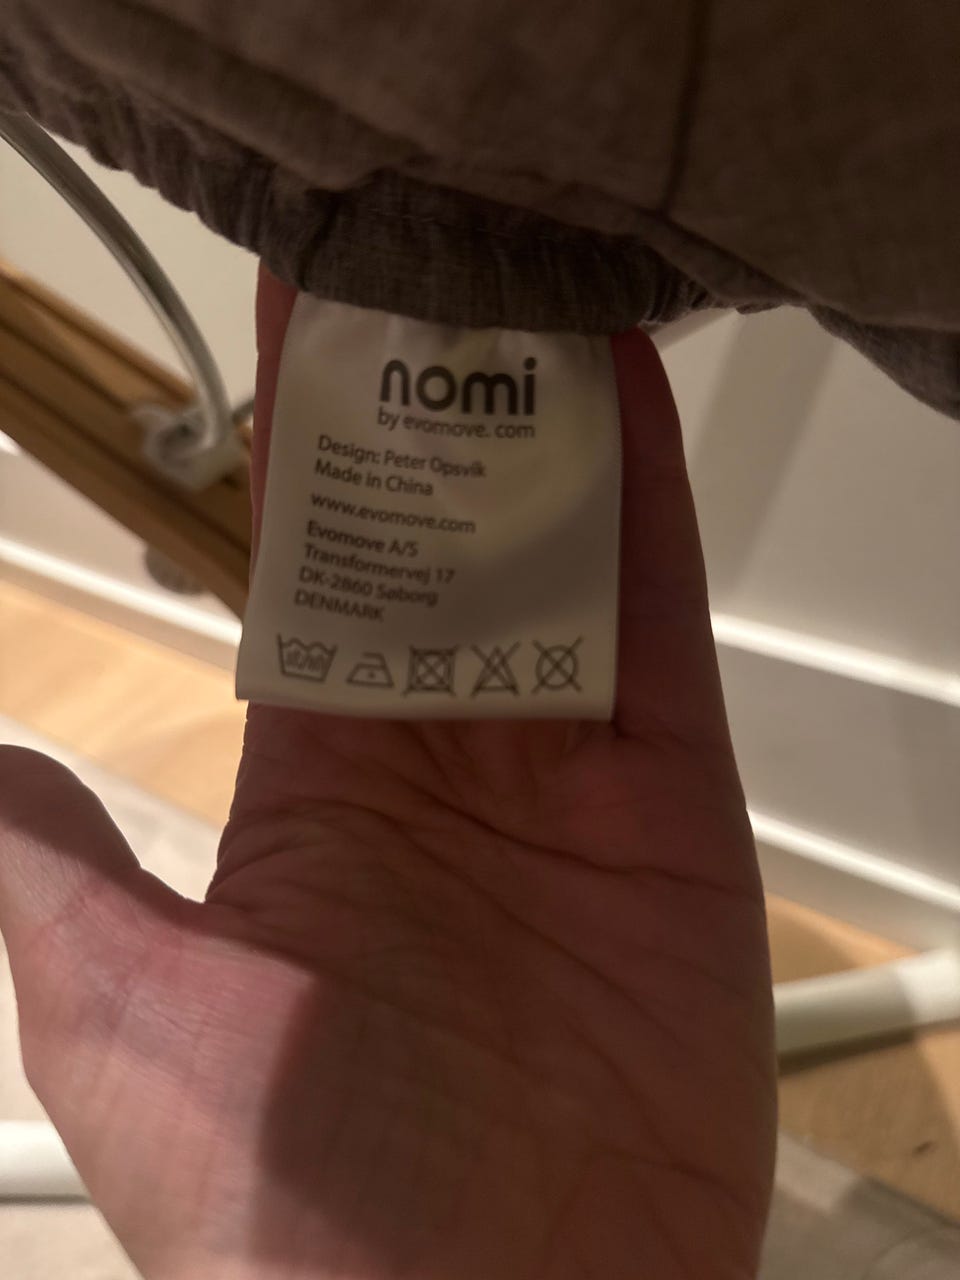 nomi
by evomove.com
Design: Peter Opsvik
Made in China
www.evomove.com
Evomove A/S
Transformervej 17
DK-2860 Søborg
DENMARK